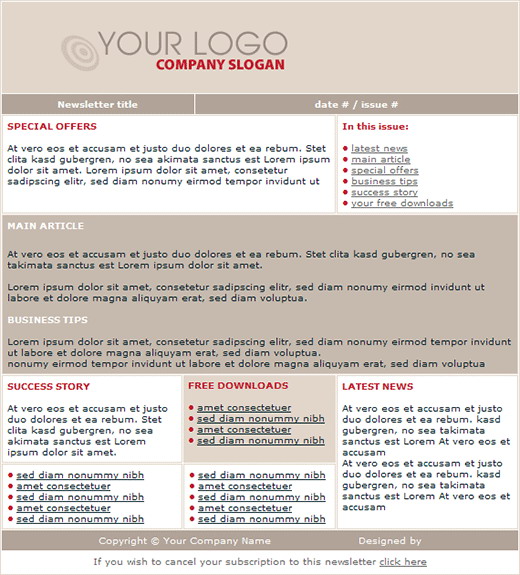 YOUR LOGO
COMPANY SLOGAN
Newsletter title
date # / issue #
SPECIAL OFFERS
At vero eos et accusam et justo duo dolores et ea rebum. Stet
clita kasd gubergren, no sea akimata sanctus est Lorem ipsum
dolor sit amet. Lorem ipsum dolor sit amet, consetetur
sadipscing elitr, sed diam nonumy eirmod tempor invidunt ut
In this issue:
latest news
main article
special offers
business tips
success story
your free downloads
MAIN ARTICLE
At vero eos et accusam et justo duo dolores et ea rebum. Stet clita kasd gubergren, no sea
takimata sanctus est Lorem ipsum dolor sit amet.
Lorem ipsum dolor sit amet, consetetur sadipscing elitr, sed diam nonumy eirmod invidunt ut
labore et dolore magna aliquyam erat, sed diam voluptua.
BUSINESS TIPS
Lorem ipsum dolor sit amet, consetetur sadipscing elitr, sed diam nonumy eirmod tempor
invidunt ut labore et dolore magna aliquyam erat, sed diam voluptua.
nonumy eirmod tempor invidunt ut labore et dolore magna aliquyam erat, sed diam voluptua
SUCCESS STORY
At vero eos et accusam et justo
duo dolores et ea rebum. Stet
clita kasd gubergren, no sea
takimata sanctus est Lorem
ipsum dolor sit amet.
FREE DOWNLOADS
amet consectetuer
sed diam nonummy nibh
amet consectetuer
sed diam nonummy nibh
LATEST NEWS
At vero eos et accusam et justo
duo dolores et ea rebum. kasd
gubergren, no sea takimata
sanctus est Lorem At vero eos et
accusam
At vero eos et accusam et justo
duo dolores et ea rebum. kasd
gubergren, no sea takimata
sanctus est Lorem At vero eos et
accusam
sed diam nonummy nibh
amet consectetuer
sed diam nonummy nibh
amet consectetuer
sed diam nonummy nibh
sed diam nonummy nibh
amet consectetuer
sed diam nonummy nibh
amet consectetuer
sed diam nonummy nibh
Copyright © Your Company Name
Designed by
If you wish to cancel your subscription to this newsletter click here